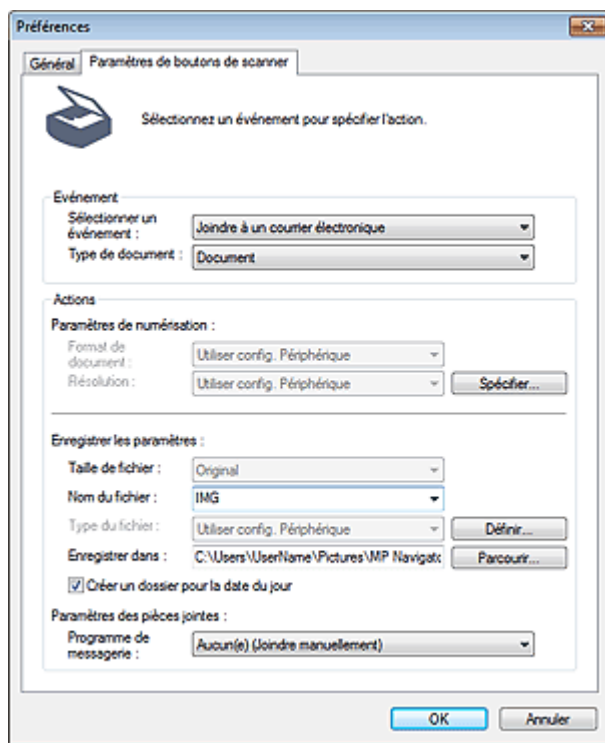 Préférences
Général
Paramètres de boutons de scanner
Sélectionnez un événement pour spécifier l'action.
Evénement
Sélectionner un
événement :
Joindre à un courrier électronique
Type de document :
Document
Actions
Paramètres de numérisation :
Format de
document :
Utiliser config. Périphérique
Résolution :
Utiliser config. Périphérique
Spécifier...
Enregistrer les paramètres :
Taille de fichier :
Original
Nom du fichier :
IMG
Type du fichier :
Utiliser config. Périphérique
Définir...
Enregistrer dans :
C:\Users\UserName\Pictures\MP Navigato
Parcourir...
Créer un dossier pour la date du jour
Paramètres des pièces jointes :
Programme de
messagerie :
Aucun(e) (Joindre manuellement)
OK
Annuler